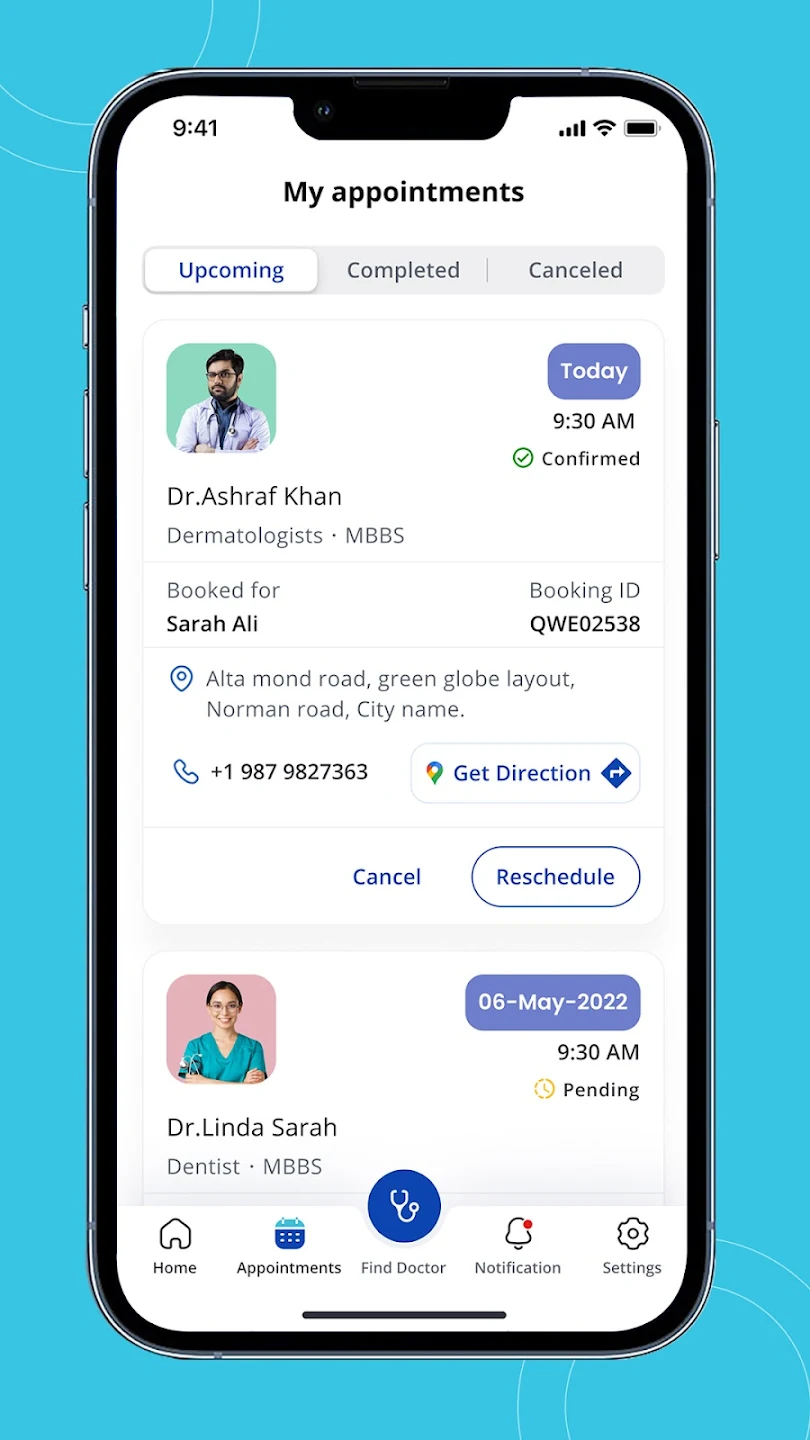 9:41
My appointments
Upcoming
Completed
Canceled
Today
9:30 AM
Confirmed
Dr.Ashraf Khan
Dermatologists · MBBS
Booked for
Booking ID
Sarah Ali
QWE02538
Alta mond road, green globe layout,
Norman road, City name.
+1 987 9827363
Get Direction
Cancel
Reschedule
06-May-2022
9:30 AM
Pending
Dr.Linda Sarah
Dentist · MBBS
Home
Appointments
Find Doctor
Notification
Settings